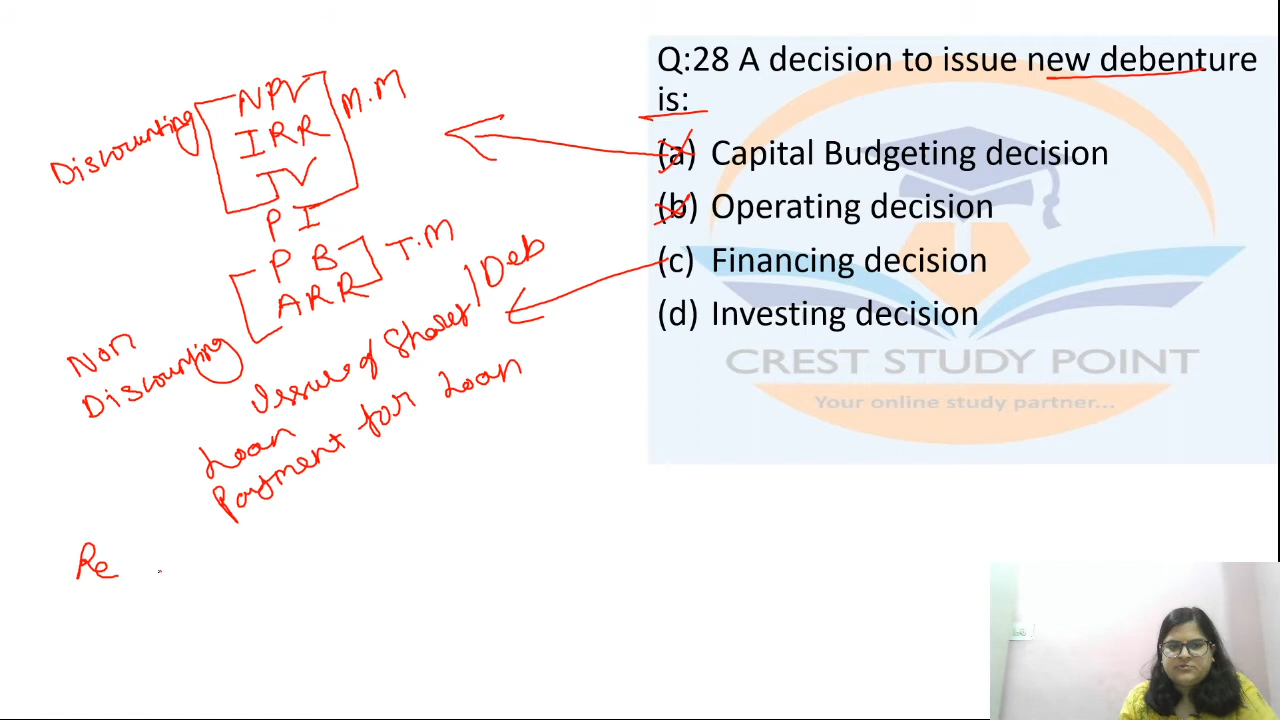 Q:28 A decision to issue new debenture
is:
(a) Capital Budgeting decision
(b) Operating decision
(c) Financing decision
(d) Investing decision
CREST STUDY POINT
Your online study partner...
Discounting
NPV
IRR
TV
M.M
PI
PB
ARR
T.M
Non
Discounting
Issue of Shares/Deb
Loan
Payment for Loan
Re